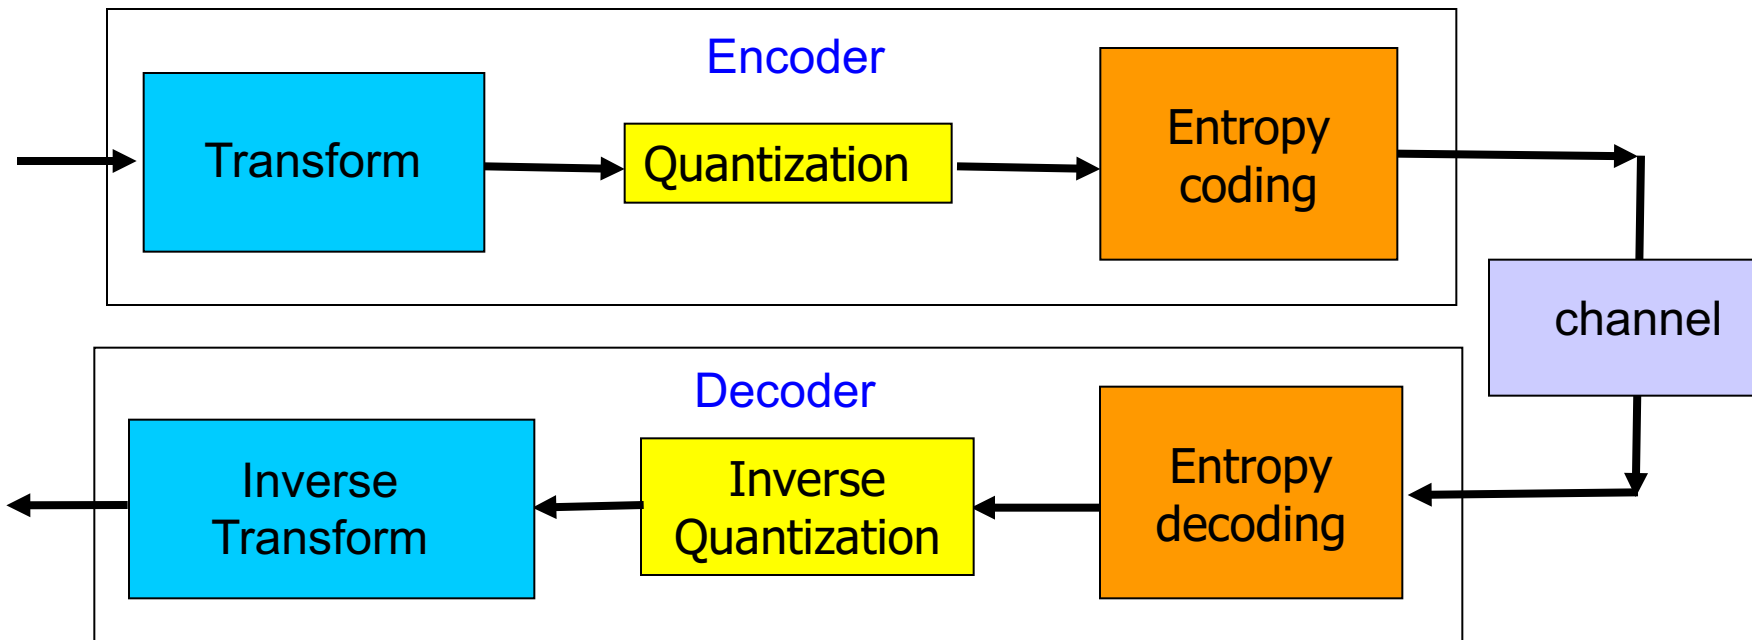 Encoder
Transform
Quantization
Entropy
coding
channel
Decoder
Inverse
Transform
Inverse
Quantization
Entropy
decoding